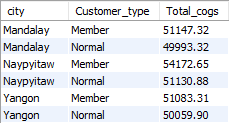 city Customer_type Total_cogs
Mandalay Member 51147.32
Mandalay Normal 49993.32
Naypyitaw Member 54172.65
Naypyitaw Normal 51130.88
Yangon Member 51083.31
Yangon Normal 50059.90